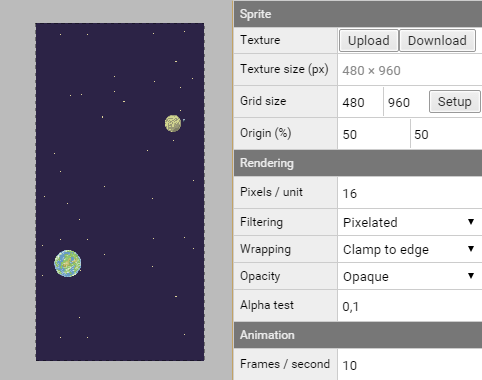 Sprite
Texture Upload Download
Texture size (px) 480 × 960
Grid size 480 960 Setup
Origin (%) 50 50
Rendering
Pixels / unit 16
Filtering Pixelated
Wrapping Clamp to edge
Opacity Opaque
Alpha test 0,1
Animation
Frames / second 10